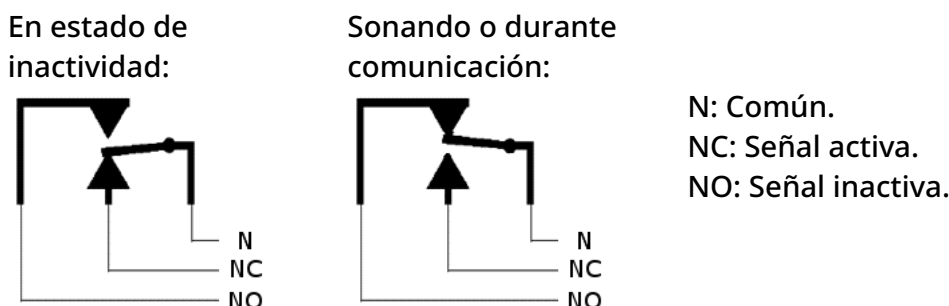 En estado de
inactividad:
Sonando o durante
comunicación:
N: Común.
NC: Señal activa.
NO: Señal inactiva.
N
NC
NO
N
NC
NO